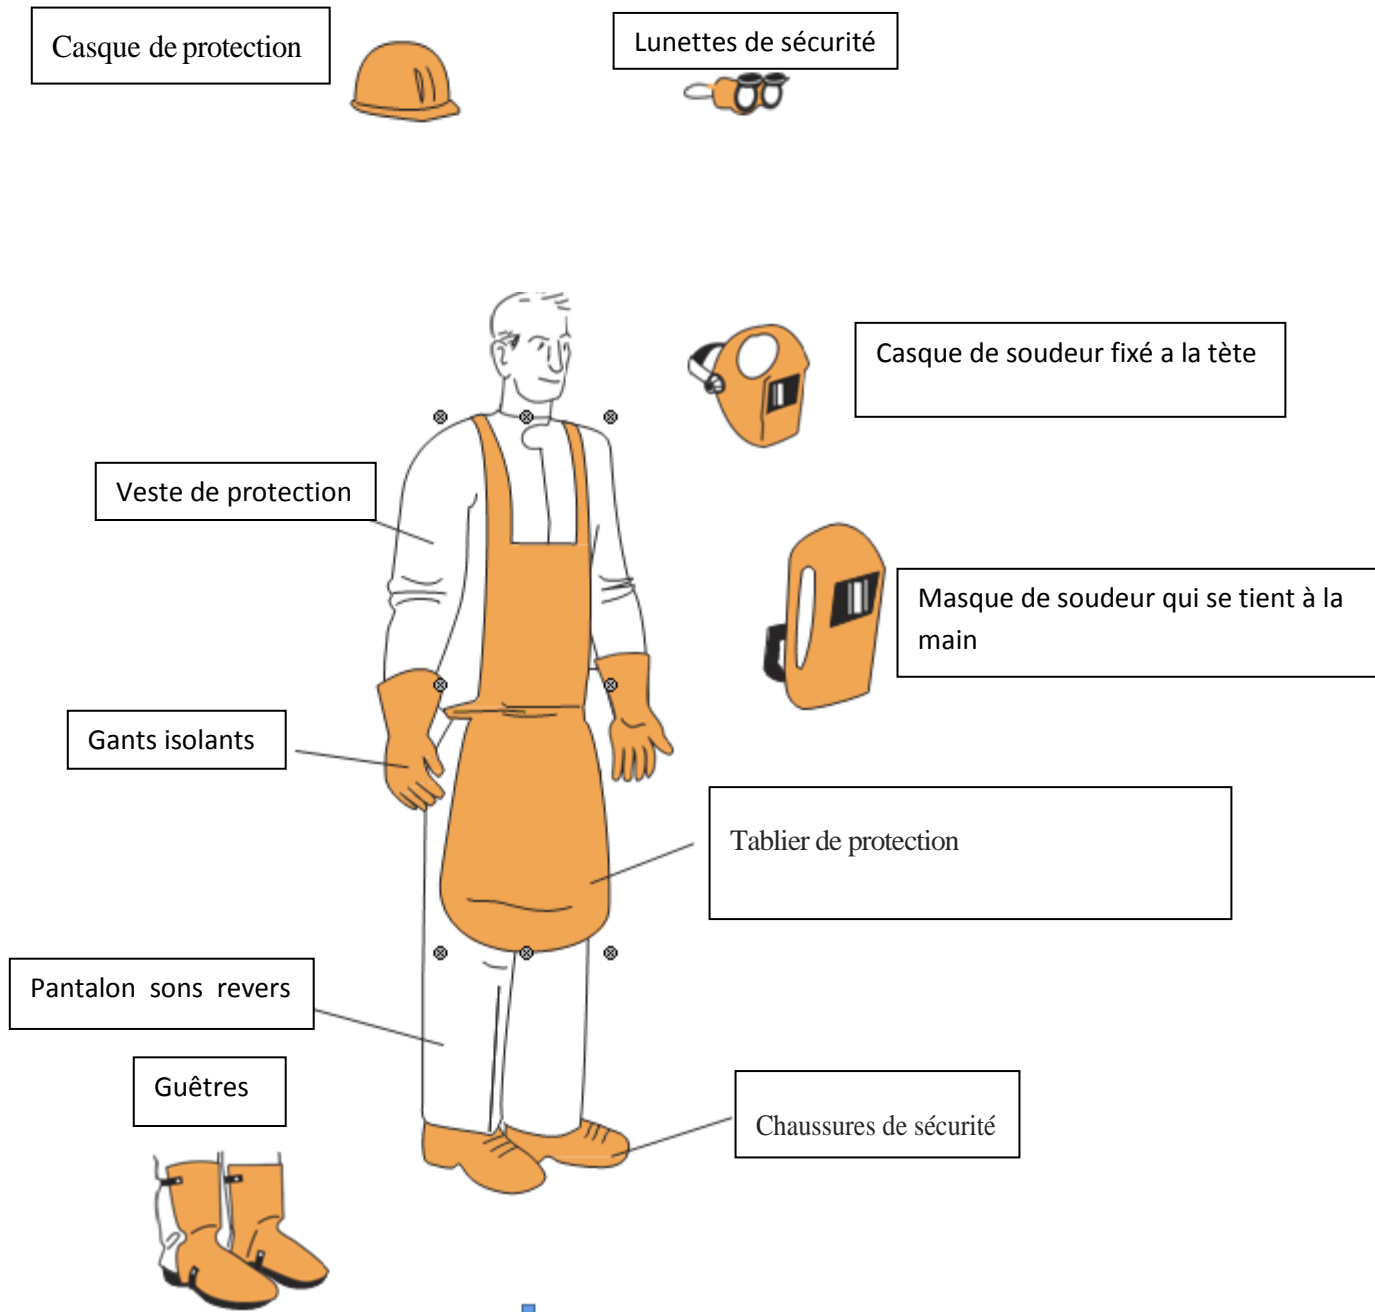 Casque de protection
Lunettes de sécurité
Casque de soudeur fixé a la tète
Veste de protection
Masque de soudeur qui se tient à la
main
Gants isolants
Tablier de protection
Pantalon sons revers
Guêtres
Chaussures de sécurité